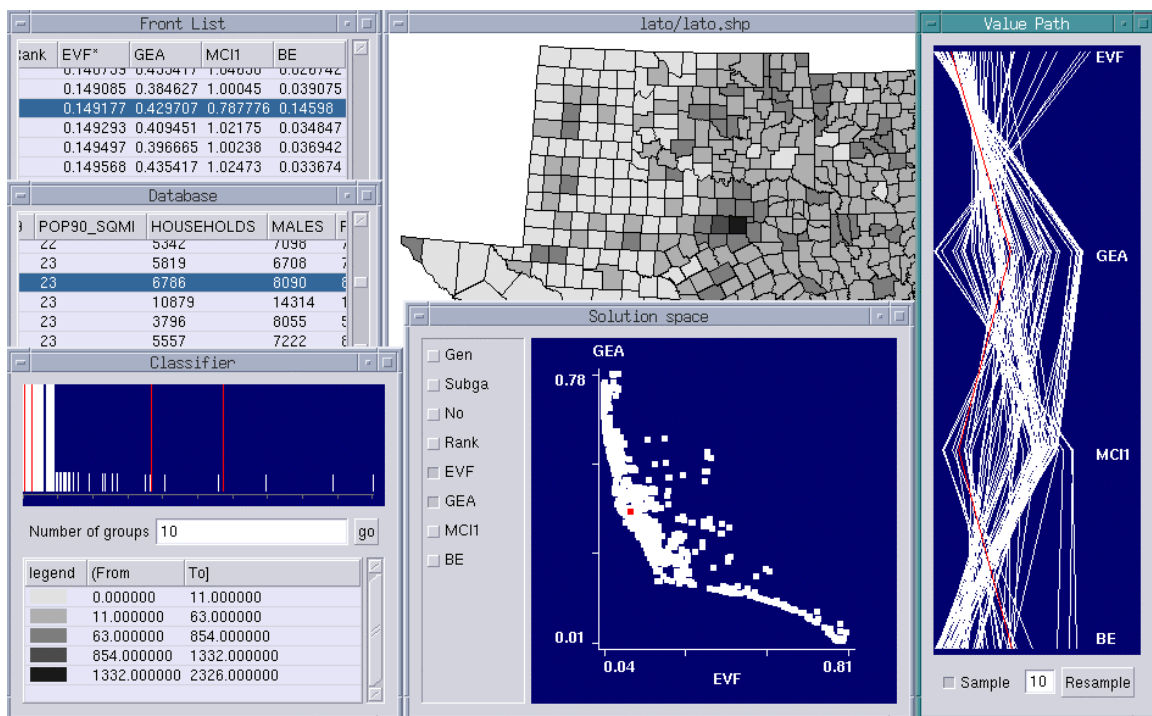 Front List
Rank EVF* GEA MCI1 BE
0.149085 0.384627 1.00045 0.039075
0.149177 0.429707 0.787776 0.14598
0.149293 0.409451 1.02175 0.034847
0.149497 0.396665 1.00238 0.036942
0.149568 0.435417 1.02473 0.033674
Database
POP90_SQMI HOUSEHOLDS MALES
22 5342 7098
23 5819 6708
23 6786 8090
23 10879 14314
23 3796 8055
23 5557 7222
Classifier
Number of groups 10 go
legend (From To]
0.000000 11.000000
11.000000 63.000000
63.000000 854.000000
854.000000 1332.000000
1332.000000 2326.000000
lato/lato.shp
Solution space
Gen
Subga
No
Rank
EVF
GEA
MCI1
BE
GEA
0.78
0.01
0.04 0.81
EVF
Value Path
EVF
GEA
MCI1
BE
Sample 10 Resample